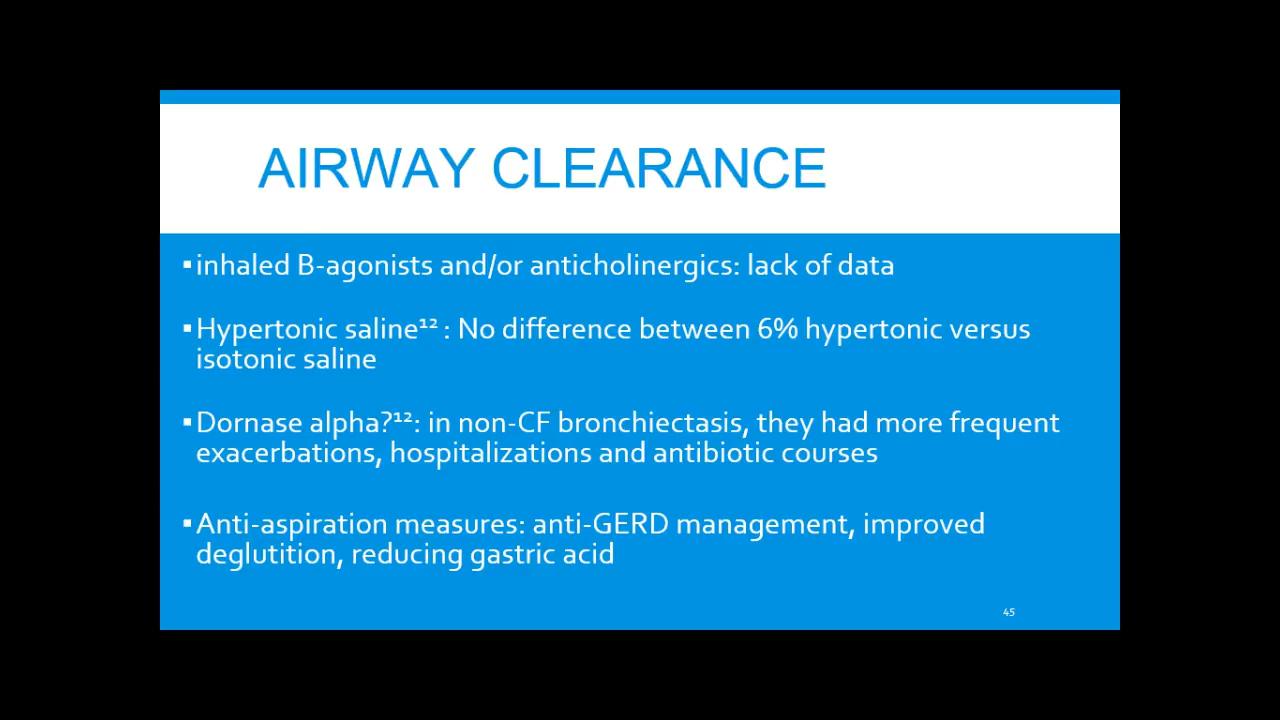 AIRWAY CLEARANCE
▪inhaled B-agonists and/or anticholinergics: lack of data
▪Hypertonic saline¹² : No difference between 6% hypertonic versus
isotonic saline
▪Dornase alpha?¹²: in non-CF bronchiectasis, they had more frequent
exacerbations, hospitalizations and antibiotic courses
▪Anti-aspiration measures: anti-GERD management, improved
deglutition, reducing gastric acid
45